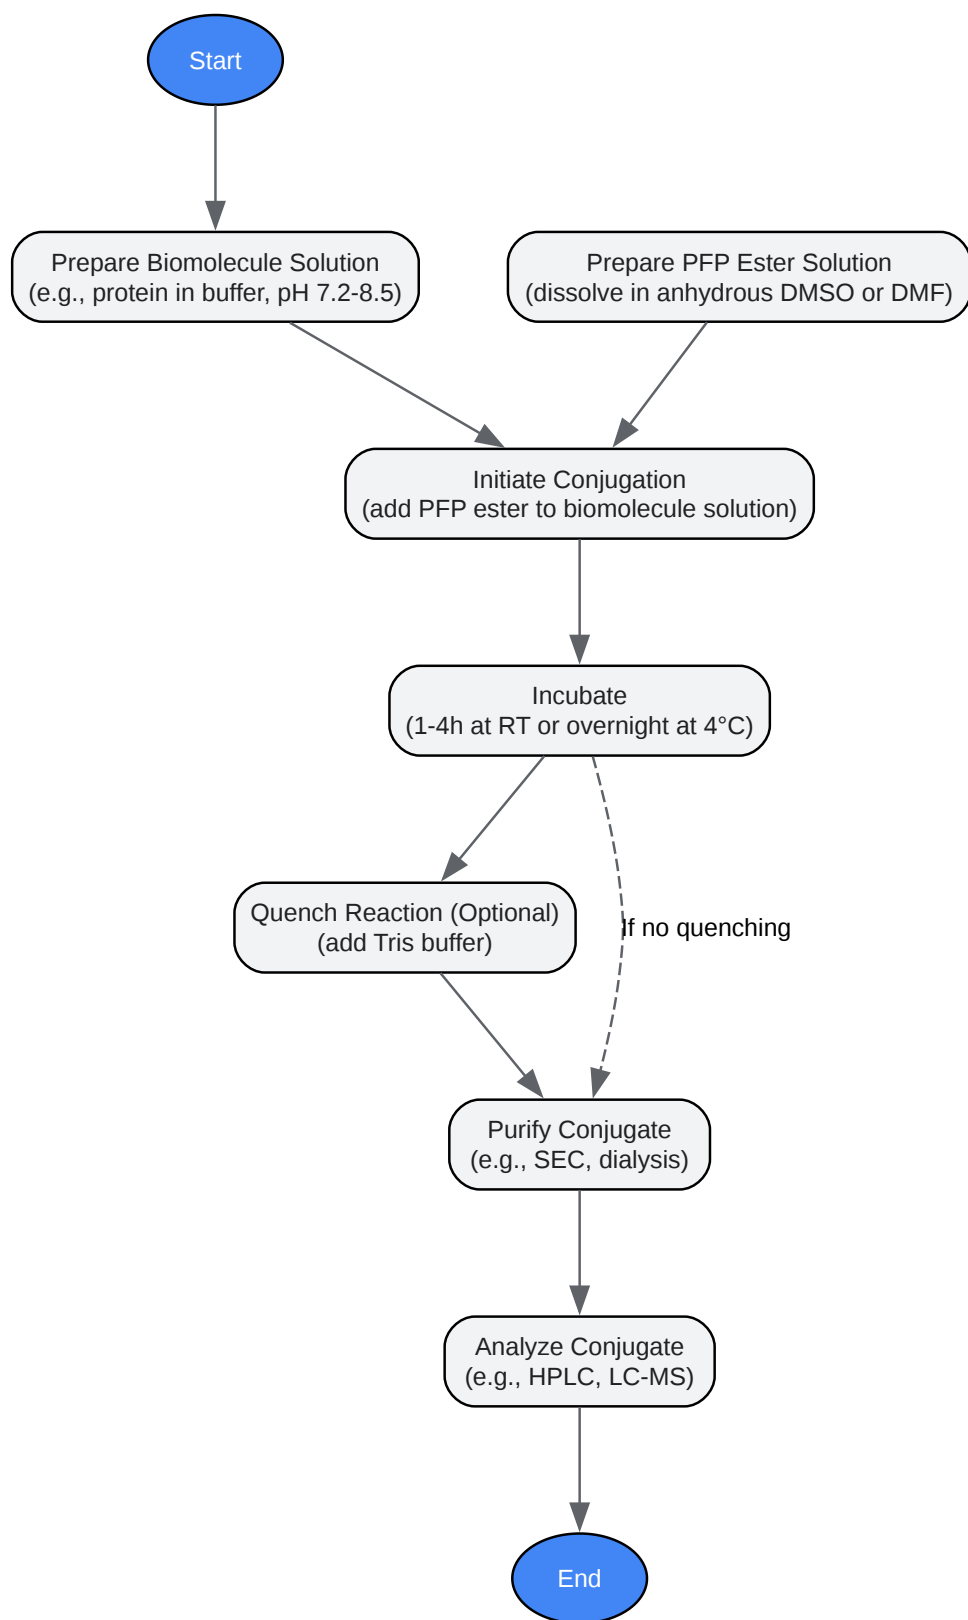 Start
Prepare Biomolecule Solution
(e.g., protein in buffer, pH 7.2-8.5)
Prepare PFP Ester Solution
(dissolve in anhydrous DMSO or DMF)
Initiate Conjugation
(add PFP ester to biomolecule solution)
Incubate
(1-4h at RT or overnight at 4°C)
Quench Reaction (Optional)
(add Tris buffer)
If no quenching
Purify Conjugate
(e.g., SEC, dialysis)
Analyze Conjugate
(e.g., HPLC, LC-MS)
End